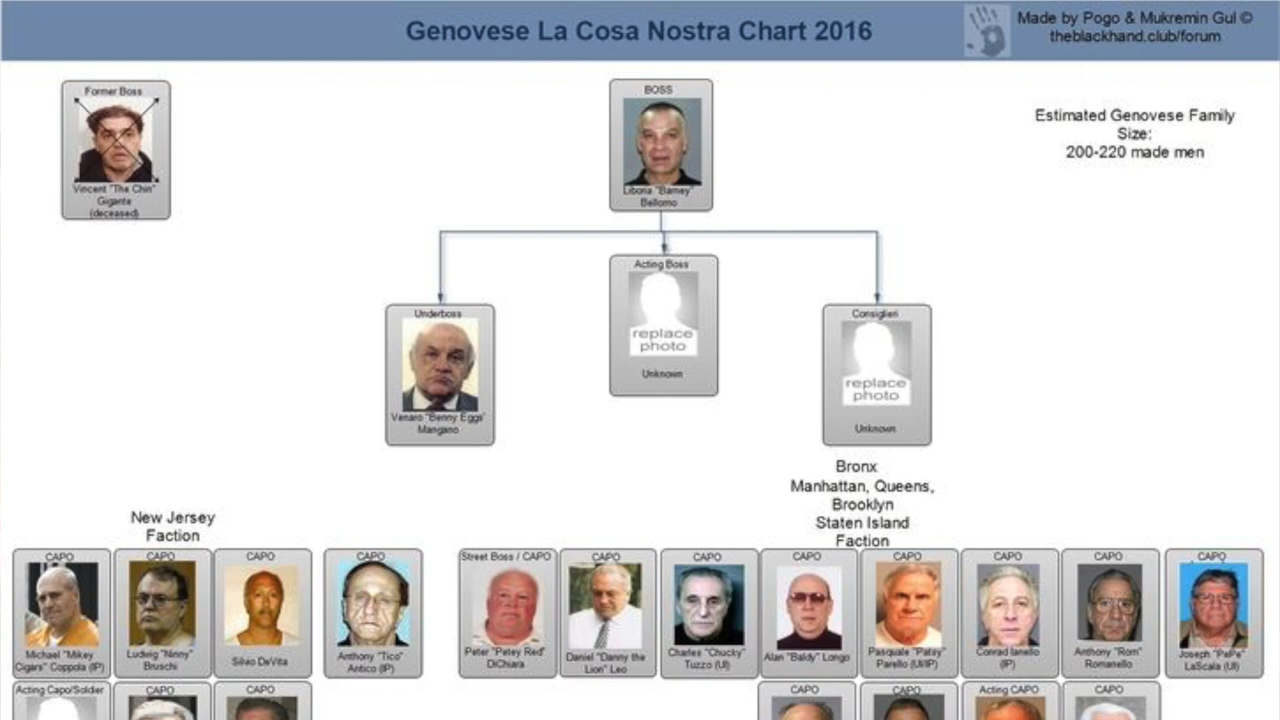 Genovese La Cosa Nostra Chart 2016
Made by Pogo & Mukremin Gul ©
theblackhand.club/forum
Former Boss
Vincent "The Chin"
Gigante
(deceased)
BOSS
Liboria "Barney"
Bellomo
Estimated Genovese Family
Size:
200-220 made men
Acting Boss
replace
photo
Unknown
Underboss
Venaro "Benny Eggs"
Mangano
Consiglieri
replace
photo
Unknown
Bronx
Manhattan, Queens,
Brooklyn
Staten Island
Faction
New Jersey
Faction
CAPO
Michael "Mikey
Cigars" Coppola (IP)
CAPO
Ludwig "Ninny"
Bruschi
CAPO
Silvio DeVita
CAPO
Anthony "Tico"
Antico (IP)
Street Boss / CAPO
Peter "Petey Red"
DiChiara
CAPO
Daniel "Danny the
Lion" Leo
CAPO
Charles "Chucky"
Tuzzo (UI)
CAPO
Alan "Baldy" Longo
CAPO
Pasquale "Patsy"
Parello (UI/IP)
CAPO
Conrad Ianello
(IP)
CAPO
Anthony "Rom"
Romanello
CAPO
Joseph "PePe"
LaScala (UI)
Acting Capo/Soldier
CAPO
CAPO
CAPO
CAPO
Acting CAPO
CAPO